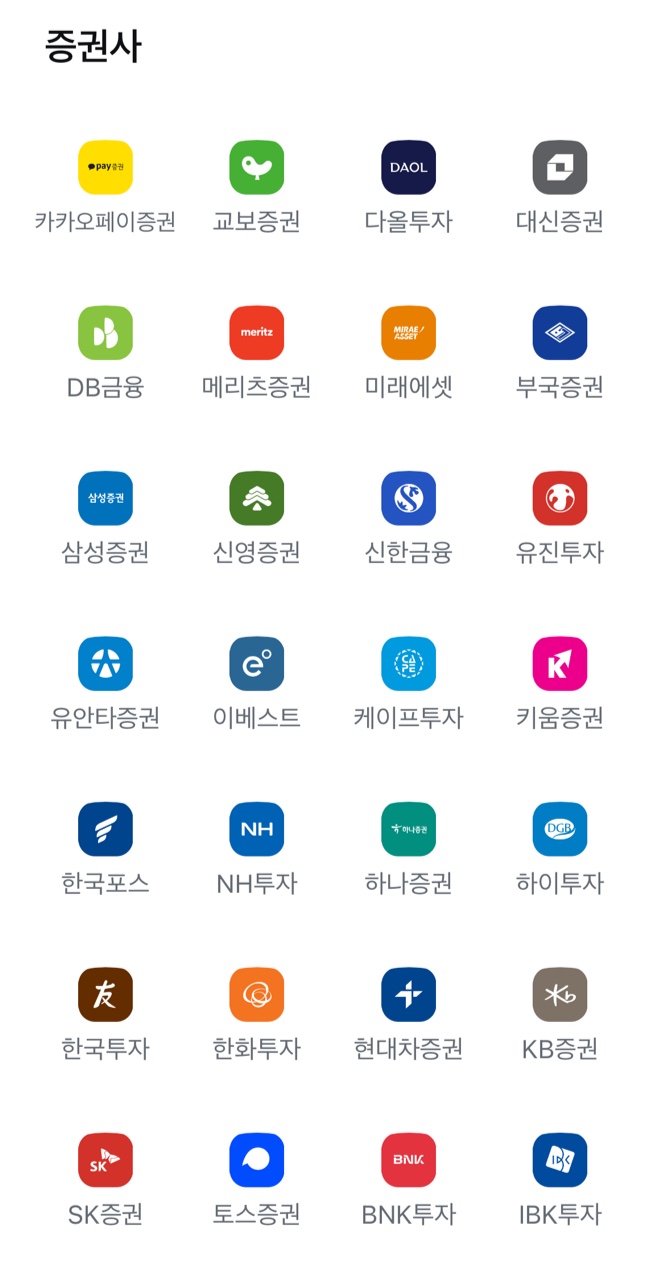 증권사
pay증권
DAOL
카카오페이증권 교보증권 다올투자 대신증권
meritz
MIRAE ASSET
DB금융 메리츠증권 미래에셋 부국증권
삼성증권
삼성증권 신영증권 신한금융 유진투자
e
CAPE
K
유안타증권 이베스트 케이프투자 키움증권
NH
하나증권
DGB
한국포스 NH투자 하나증권 하이투자
友
Kb
한국투자 한화투자 현대차증권 KB증권
SK
BNK
IBK
SK증권 토스증권 BNK투자 IBK투자